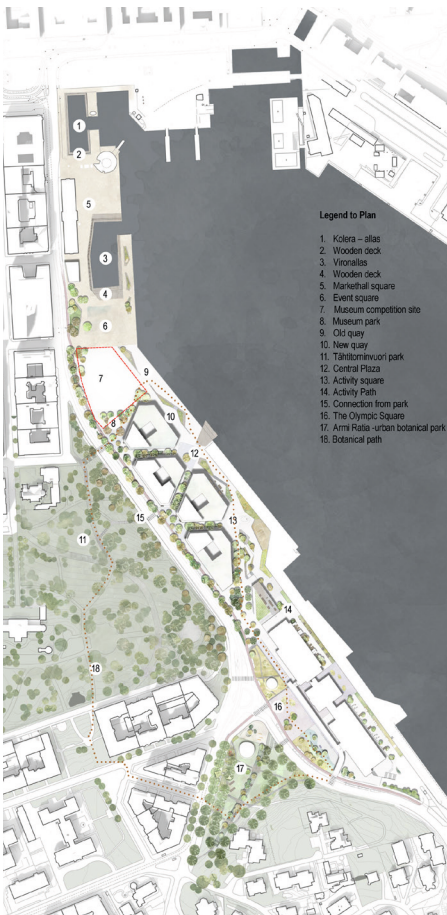 Legend to Plan
1. Kolera – allas
2. Wooden deck
3. Vironallas
4. Wooden deck
5. Markethall square
6. Event square
7. Museum competition site
8. Museum park
9. Old quay
10. New quay
11. Tähtitorninvuori park
12. Central Plaza
13. Activity square
14. Activity Path
15. Connection from park
16. The Olympic Square
17. Armi Ratia -urban botanical park
18. Botanical path
1
2
5
3
4
6
7
9
8
10
12
13
15
11
14
18
16
17